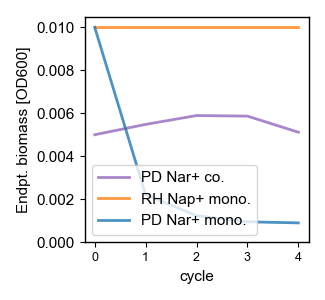 Endpt. biomass [OD600]
0.010
0.008
0.006
0.004
0.002
0.000
PD Nar+ co.
RH Nap+ mono.
PD Nar+ mono.
0 1 2 3 4
cycle